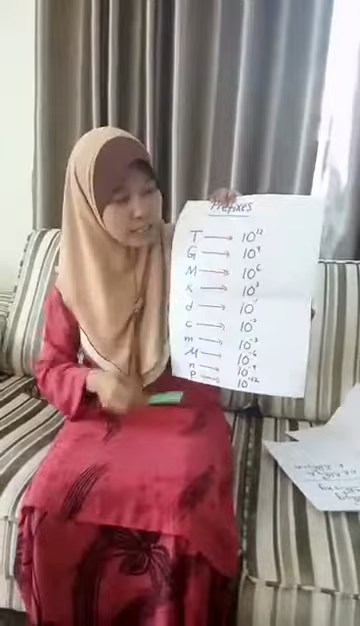 Prefixes
T → 10¹²
G → 10⁹
M → 10⁶
K → 10³
d → 10⁻¹
c → 10⁻²
m → 10⁻³
M → 10⁻⁶
n → 10⁻⁹
P → 10⁻¹²